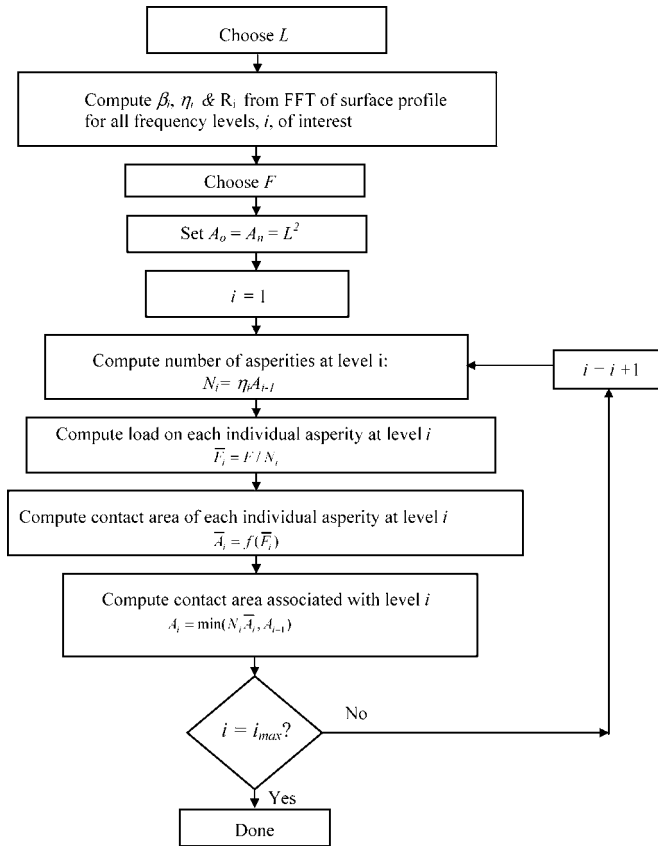 Choose L
Compute βᵢ, ηᵢ & Rᵢ from FFT of surface profile
for all frequency levels, i, of interest
Choose F
Set Aₒ = Aₙ = L²
i = 1
Compute number of asperities at level i:
Nᵢ = ηᵢAᵢ₋₁
i = i +1
Compute load on each individual asperity at level i
F̅ᵢ = F / Nᵢ
Compute contact area of each individual asperity at level i
A̅ᵢ = f(F̅ᵢ)
Compute contact area associated with level i
Aᵢ = min(NᵢA̅ᵢ, Aᵢ₋₁)
i = iₘₐₓ?
No
Yes
Done